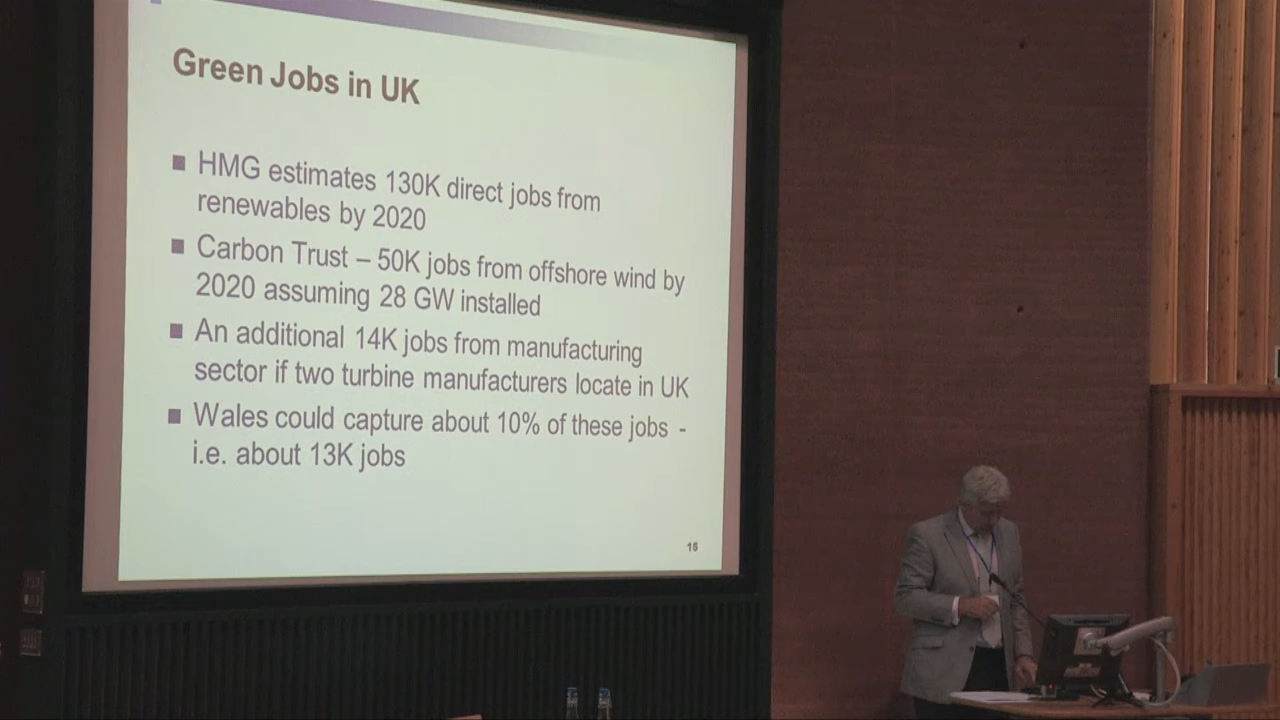 Green Jobs in UK
HMG estimates 130K direct jobs from
renewables by 2020
Carbon Trust – 50K jobs from offshore wind by
2020 assuming 28 GW installed
An additional 14K jobs from manufacturing
sector if two turbine manufacturers locate in UK
Wales could capture about 10% of these jobs -
i.e. about 13K jobs
15